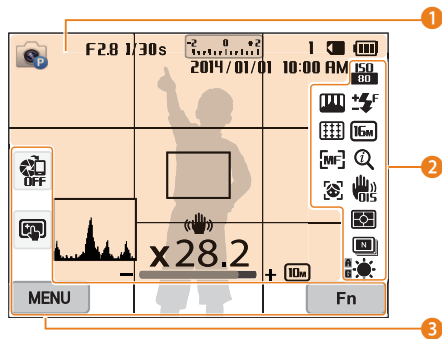 1
P F2.8 1/30s -2 0 +2 1
2014/01/01 10:00 AM
ISO
80
F
16M
MF i
OFF OIS
N
x28.2
- + 10M
A
G
MENU Fn
2
3